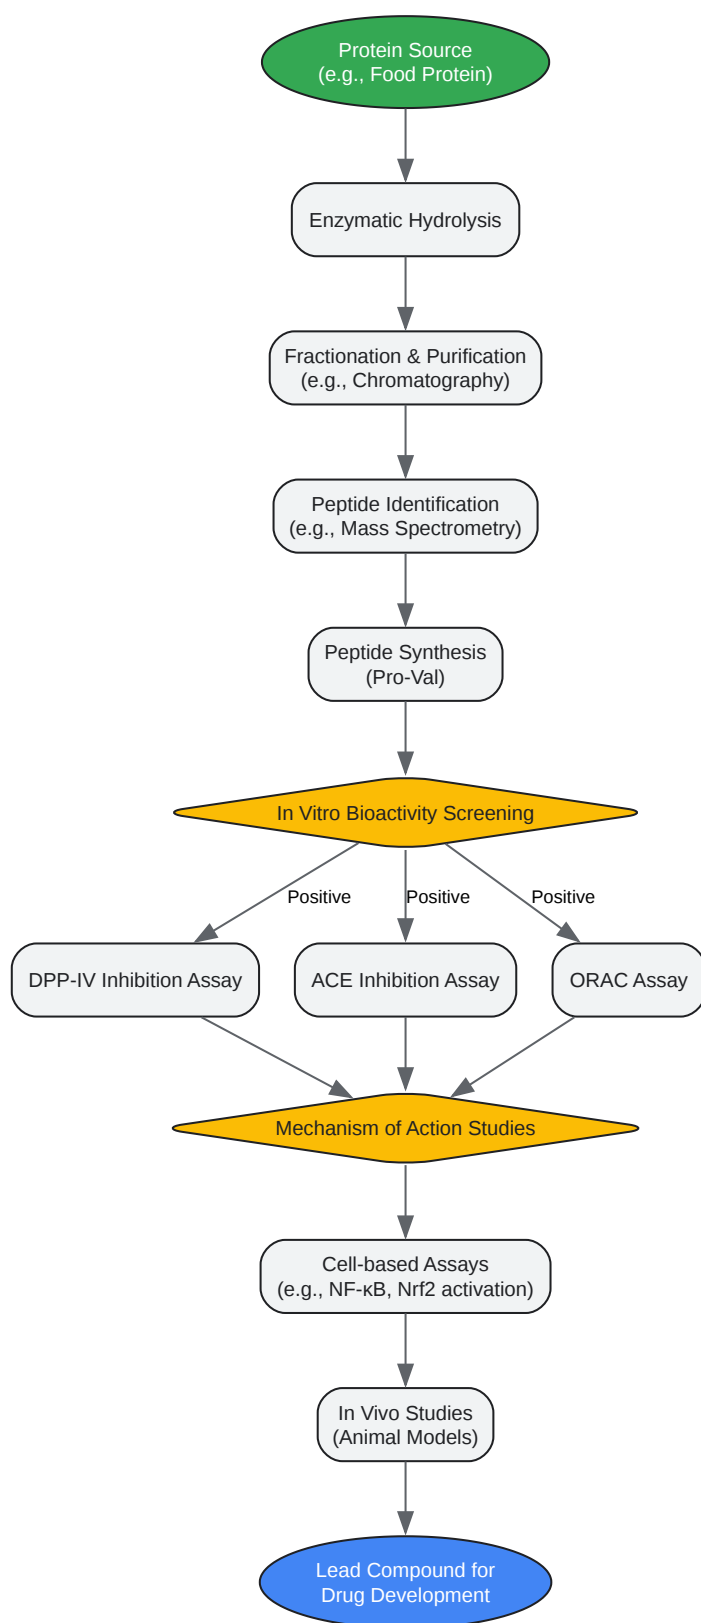 Protein Source
(e.g., Food Protein)
Enzymatic Hydrolysis
Fractionation & Purification
(e.g., Chromatography)
Peptide Identification
(e.g., Mass Spectrometry)
Peptide Synthesis
(Pro-Val)
In Vitro Bioactivity Screening
Positive
Positive
Positive
DPP-IV Inhibition Assay
ACE Inhibition Assay
ORAC Assay
Mechanism of Action Studies
Cell-based Assays
(e.g., NF-κB, Nrf2 activation)
In Vivo Studies
(Animal Models)
Lead Compound for
Drug Development